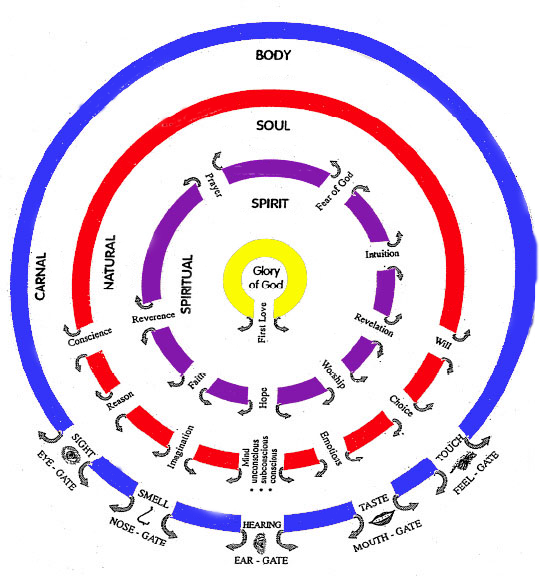 BODY
SOUL
SPIRIT
CARNAL
NATURAL
SPIRITUAL
Glory
of God
First Love
Prayer
Fear of God
Intuition
Revelation
Worship
Hope
Faith
Reverence
Conscience
Reason
Imagination
Mind
unconscious
subconscious
conscious
Emotions
Choice
Will
SIGHT
EYE - GATE
SMELL
NOSE - GATE
HEARING
EAR - GATE
TASTE
MOUTH - GATE
TOUCH
FEEL - GATE